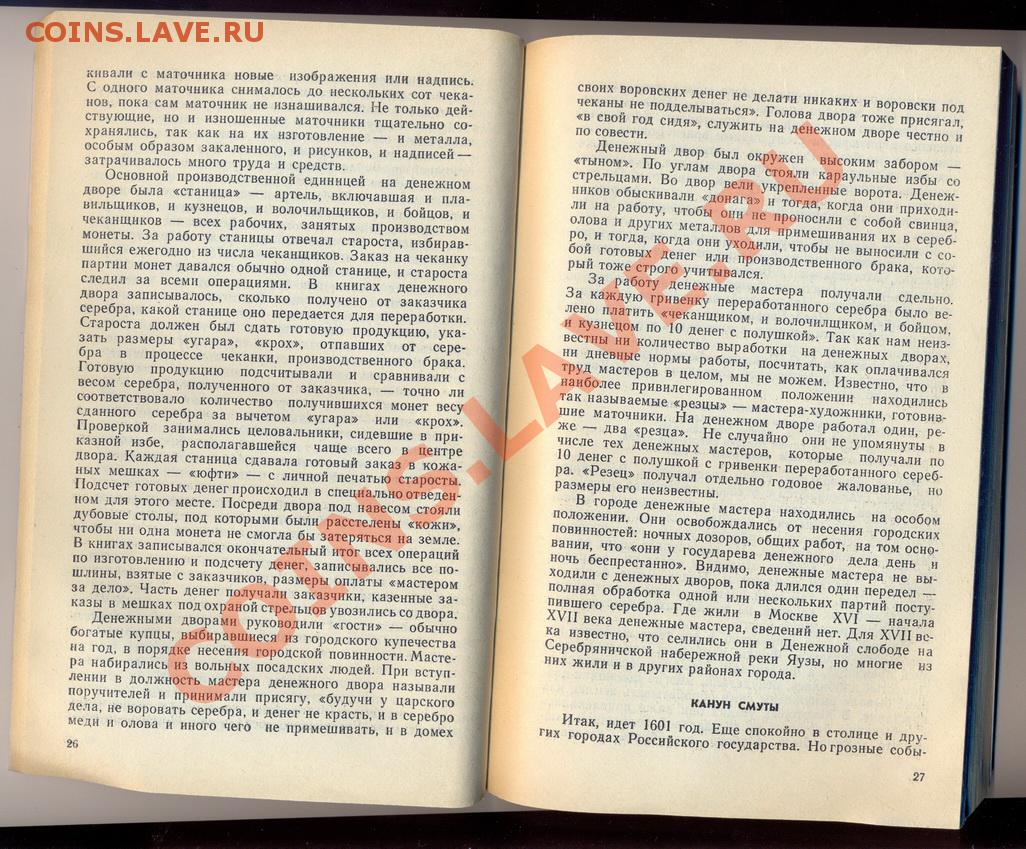 COINS.LAVE.RU
кивали с маточника новые изображения или надпись.
С одного маточника снималось до нескольких сот чека-
нов, пока сам маточник не изнашивался. Не только дей-
ствующие, но и изношенные маточники тщательно со-
хранялись, так как на их изготовление — и металла,
особым образом закаленного, и рисунков, и надписей —
затрачивалось много труда и средств.
Основной производственной единицей на денежном
дворе была «станица» — артель, включавшая и пла-
вильщиков, и кузнецов, и волочильщиков, и бойцов, и
чеканщиков — всех рабочих, занятых производством
монеты. За работу станицы отвечал староста, избирав-
шийся ежегодно из числа чеканщиков. Заказ на чеканку
партии монет давался обычно одной станице, и староста
следил за всеми операциями. В книгах денежного
двора записывалось, сколько получено от заказчика
серебра, какой станице оно передается для переработки.
Староста должен был сдать готовую продукцию, ука-
зать размеры «угара», «крох», отпавших от сере-
бра в процессе чеканки, производственного брака.
Готовую продукцию подсчитывали и сравнивали с
весом серебра, полученного от заказчика, — точно ли
соответствовало количество получившихся монет весу
сданного серебра за вычетом «угара» или «крох».
Проверкой занимались целовальники, сидевшие в при-
казной избе, располагавшейся чаще всего в центре
двора. Каждая станица сдавала готовый заказ в кожа-
ных мешках — «юфти» — с личной печатью старосты.
Подсчет готовых денег происходил в специально отведен-
ном для этого месте. Посреди двора под навесом стояли
дубовые столы, под которыми были расстелены «кожи»,
чтобы ни одна монета не смогла бы затеряться на земле.
В книгах записывался окончательный итог всех операций
по изготовлению и подсчету денег, записывались все по-
шлины, взятые с заказчиков, размеры оплаты «мастером
за дело». Часть денег получали заказчики, казенные за-
казы в мешках под охраной стрельцов увозились со двора.
Денежными дворами руководили «гости» — обычно
богатые купцы, выбиравшиеся из городского купечества
на год, в порядке несения городской повинности. Масте-
ра набирались из вольных посадских людей. При вступ-
лении в должность мастера денежного двора называли
поручителей и принимали присягу, «будучи у царского
дела, не воровать серебра, и денег не красть, и в серебро
меди и олова и иного чего не примешивать, и в домех
26
своих воровских денег не делати никаких и воровски под
чеканы не подделываться». Голова двора тоже присягал,
«в свой год сидя», служить на денежном дворе честно и
по совести.
Денежный двор был окружен высоким забором —
«тыном». По углам двора стояли караульные избы со
стрельцами. Во двор вели укрепленные ворота. Денеж-
ников обыскивали «донага» и тогда, когда они приходи-
ли на работу, чтобы они не проносили с собой свинца,
олова и других металлов для примешивания их в сереб-
ро, и тогда, когда они уходили, чтобы не выносили с со-
бой готовых денег или производственного брака, кото-
рый тоже строго учитывался.
За работу денежные мастера получали сдельно.
За каждую гривенку переработанного серебра было ве-
лено платить «чеканщиком, и волочилщиком, и бойцом,
и кузнецом по 10 денег с полушкой». Так как нам неиз-
вестны ни количество выработки на денежных дворах,
ни дневные нормы работы, посчитать, как оплачивался
труд мастеров в целом, мы не можем. Известно, что в
наиболее привилегированном положении находились
так называемые «резцы» — мастера-художники, готовив-
шие маточники. На денежном дворе работал один, ре-
же — два «резца». Не случайно они не упомянуты в
числе тех денежных мастеров, которые получали по
10 денег с полушкой с гривенки переработанного сереб-
ра. «Резец» получал отдельно годовое жалованье, но
размеры его неизвестны.
В городе денежные мастера находились на особом
положении. Они освобождались от несения городских
повинностей: ночных дозоров, общих работ, на том осно-
вании, что «они у государева денежного дела день и
ночь беспрестанно». Видимо, денежные мастера не вы-
ходили с денежных дворов, пока длился один передел —
полная обработка одной или нескольких партий посту-
пившего серебра. Где жили в Москве XVI — начала
XVII века денежные мастера, сведений нет. Для XVII ве-
ка известно, что селились они в Денежной слободе на
Серебряничской набережной реки Яузы, но многие из
них жили и в других районах города.
КАНУН СМУТЫ
Итак, идет 1601 год. Еще спокойно в столице и дру-
гих городах Российского государства. Но грозные собы-
27
COINS.LAVE.RU